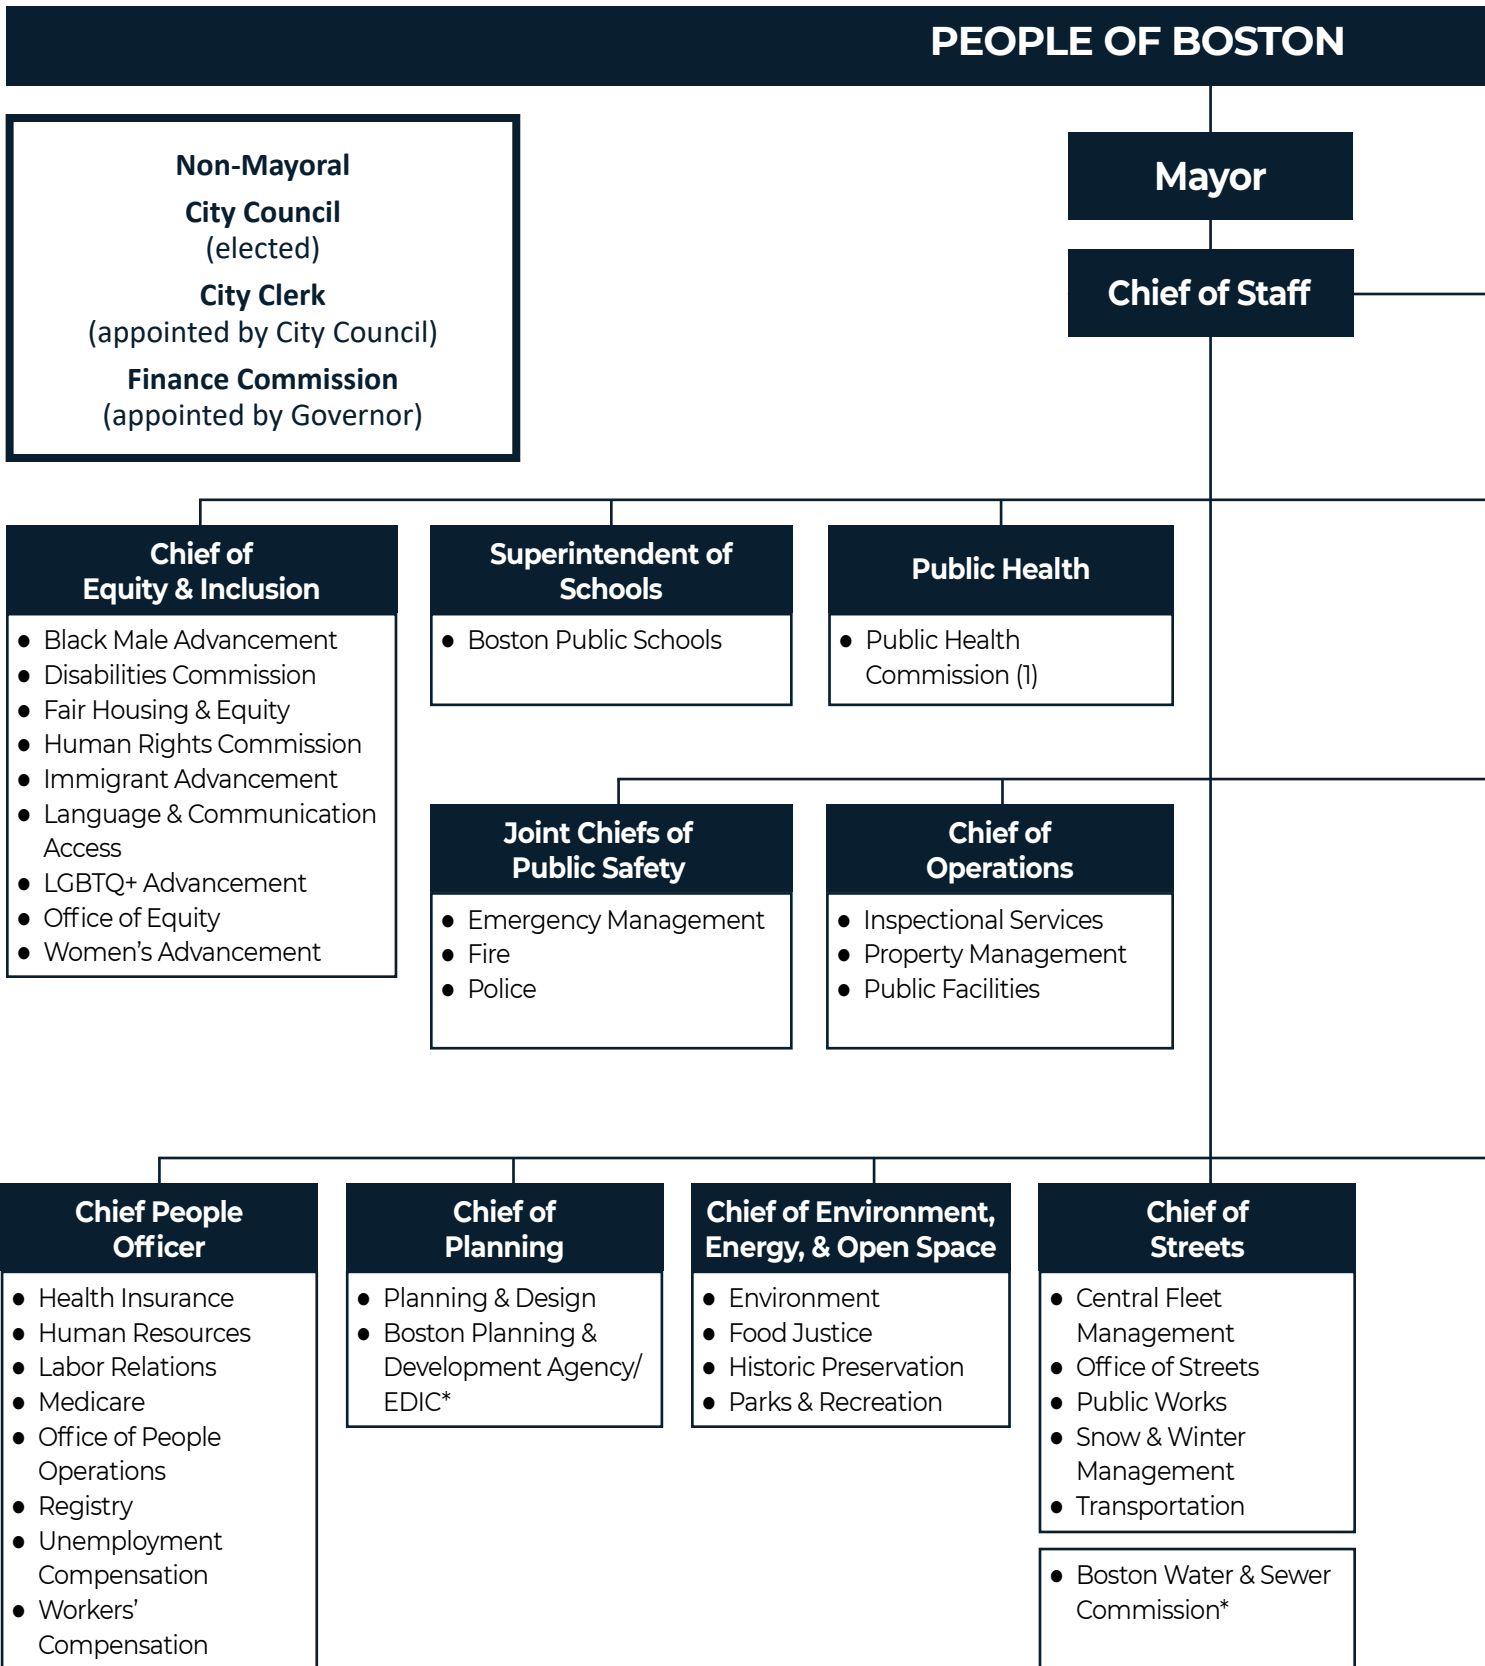 PEOPLE OF BOSTON
Non-Mayoral
City Council
(elected)
City Clerk
(appointed by City Council)
Finance Commission
(appointed by Governor)
Mayor
Chief of Staff
Chief of
Equity & Inclusion
● Black Male Advancement
● Disabilities Commission
● Fair Housing & Equity
● Human Rights Commission
● Immigrant Advancement
● Language & Communication
Access
● LGBTQ+ Advancement
● Office of Equity
● Women’s Advancement
Superintendent of
Schools
● Boston Public Schools
Public Health
● Public Health
Commission (1)
Joint Chiefs of
Public Safety
● Emergency Management
● Fire
● Police
Chief of
Operations
● Inspectional Services
● Property Management
● Public Facilities
Chief People
Officer
● Health Insurance
● Human Resources
● Labor Relations
● Medicare
● Office of People
Operations
● Registry
● Unemployment
Compensation
● Workers’
Compensation
Chief of
Planning
● Planning & Design
● Boston Planning &
Development Agency/
EDIC*
Chief of Environment,
Energy, & Open Space
● Environment
● Food Justice
● Historic Preservation
● Parks & Recreation
Chief of
Streets
● Central Fleet
Management
● Office of Streets
● Public Works
● Snow & Winter
Management
● Transportation
● Boston Water & Sewer
Commission*